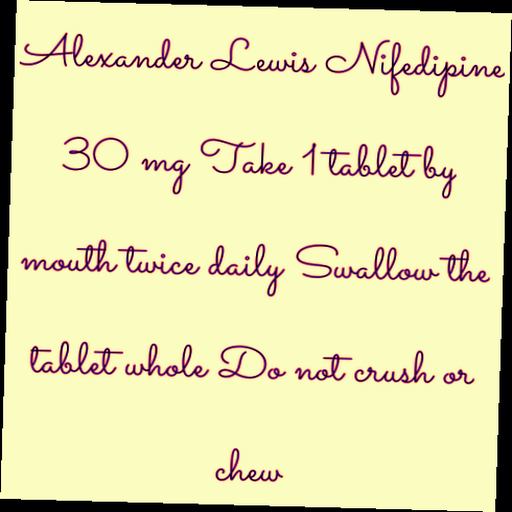 Alexander Lewis Nifedipine
30 mg Take 1 tablet by
mouth twice daily Swallow the
tablet whole Do not crush or
chew